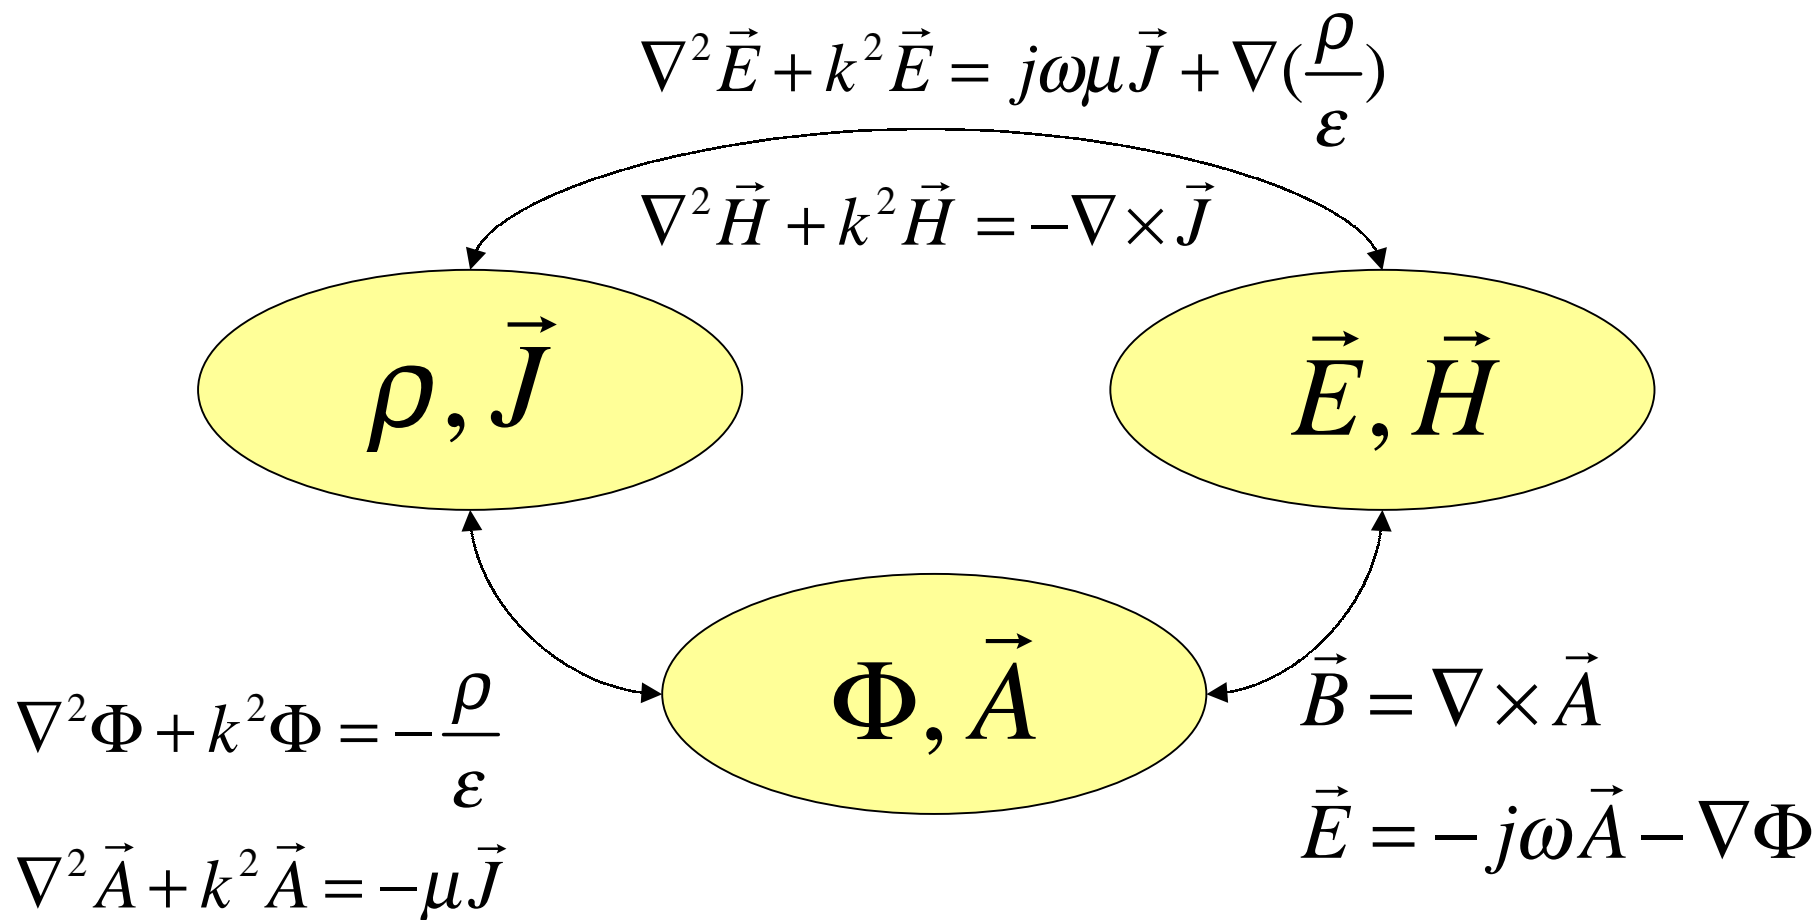 ∇²E⃗ + k²E⃗ = jωμJ⃗ + ∇(ρ/ε)
∇²H⃗ + k²H⃗ = −∇×J⃗
ρ, J⃗
E⃗, H⃗
Φ, A⃗
∇²Φ + k²Φ = −ρ/ε
∇²A⃗ + k²A⃗ = −μJ⃗
B⃗ = ∇×A⃗
E⃗ = −jωA⃗ − ∇Φ